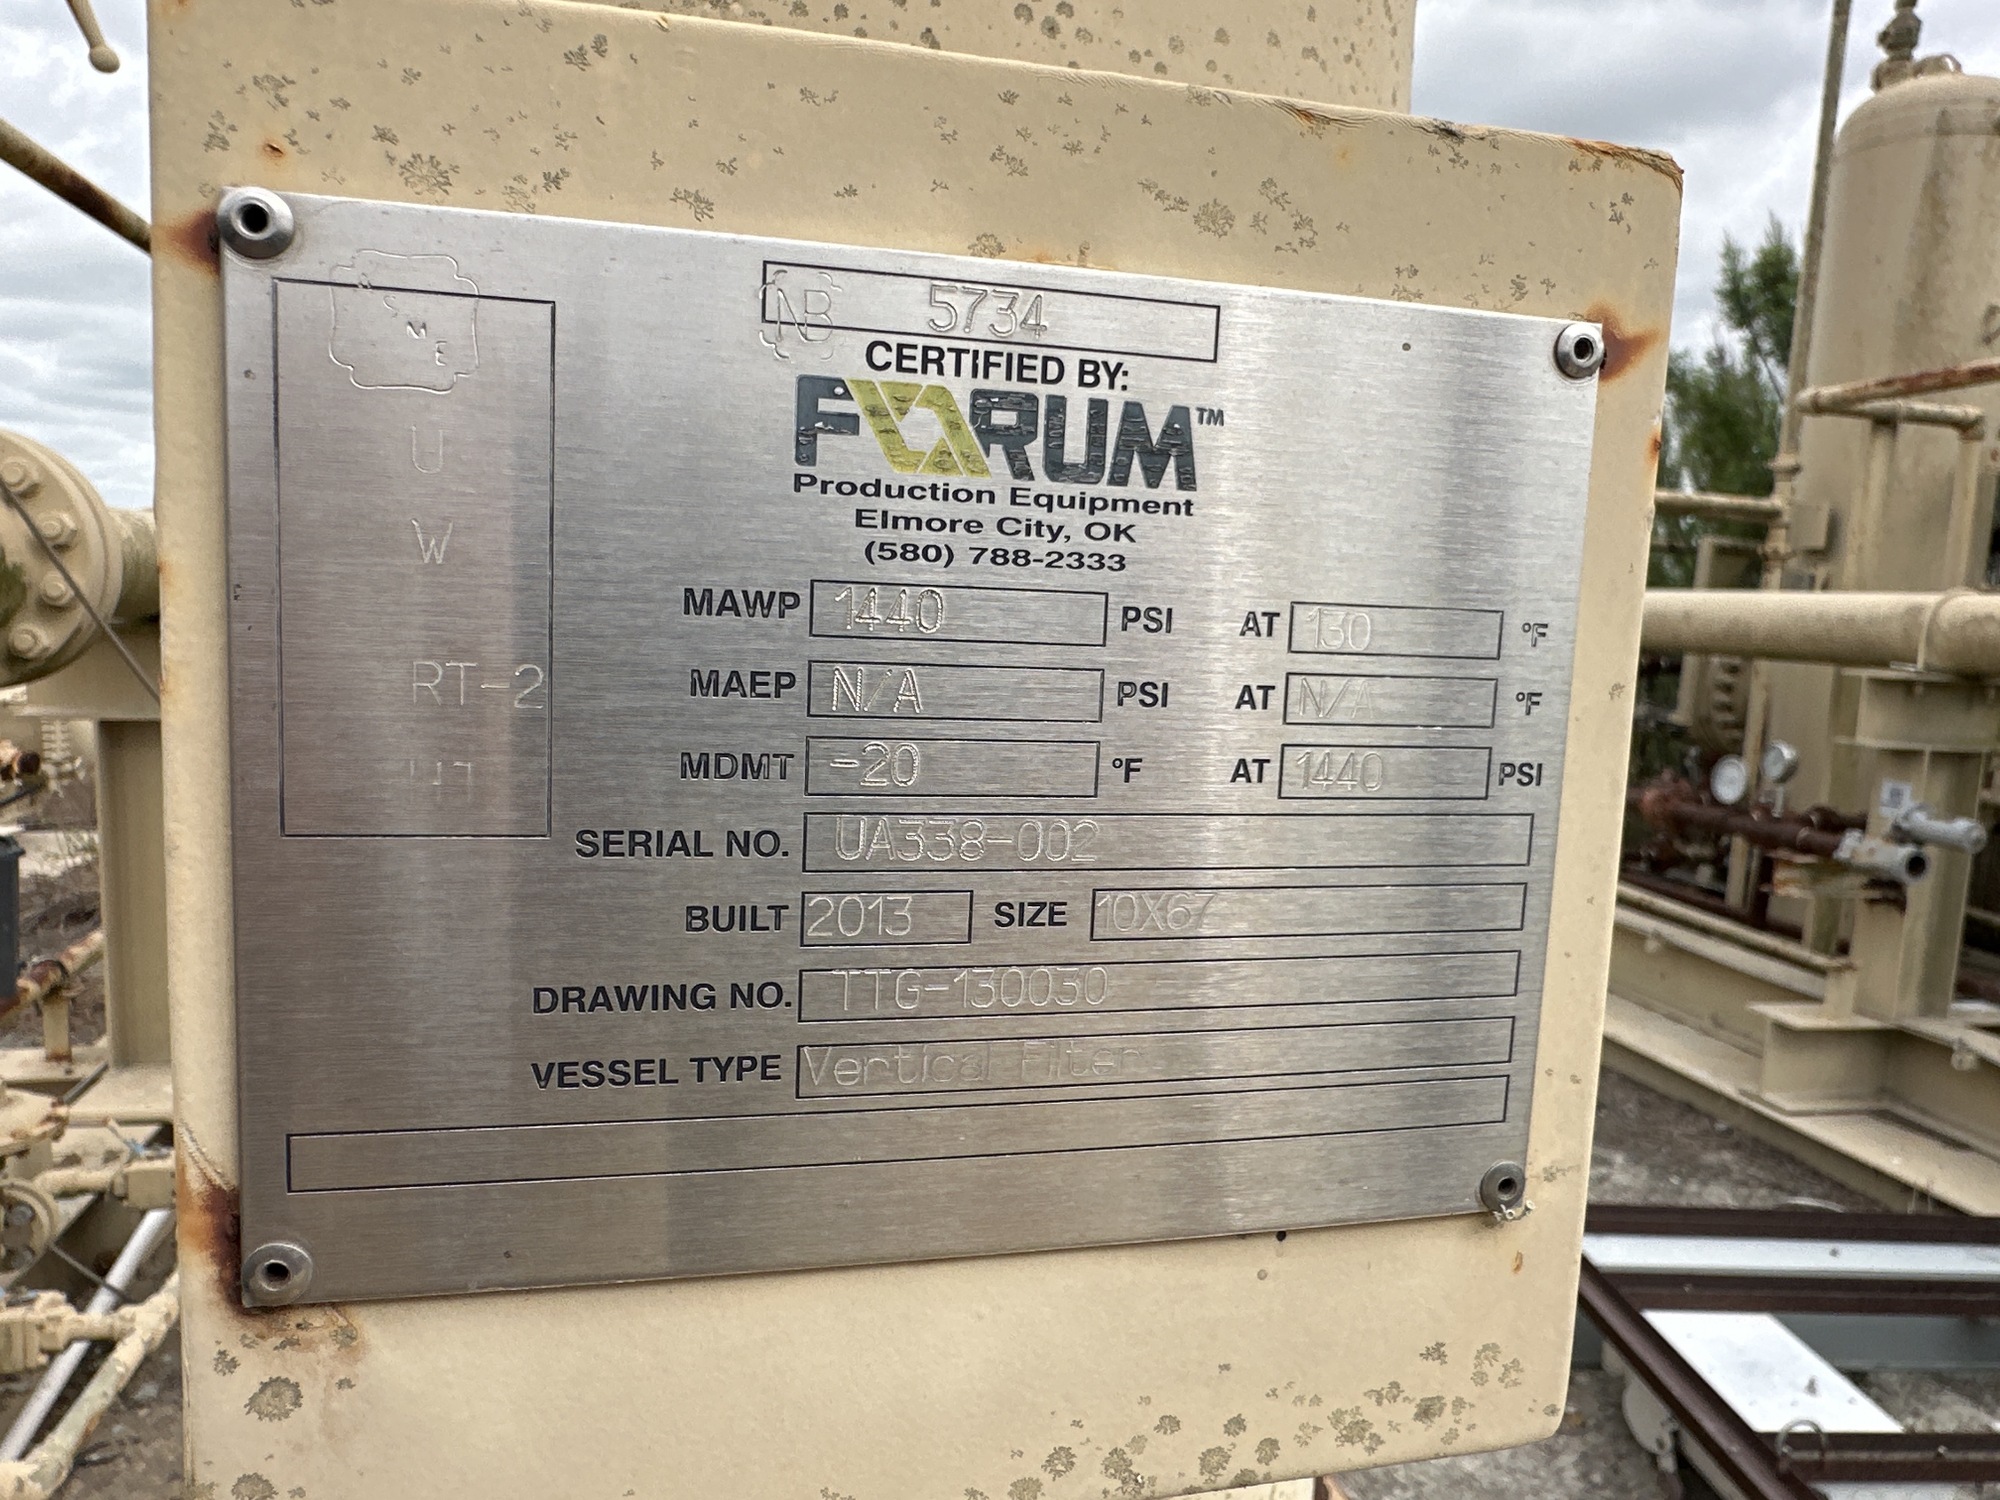 ASME
U
W
RT-2
HT
NB 5734
CERTIFIED BY:
FORUM™
Production Equipment
Elmore City, OK
(580) 788-2333
MAWP 1440 PSI AT 130 °F
MAEP N/A PSI AT N/A °F
MDMT -20 °F AT 1440 PSI
SERIAL NO. UA338-002
BUILT 2013 SIZE 10X67
DRAWING NO. TTG-130030
VESSEL TYPE Vertical Filter